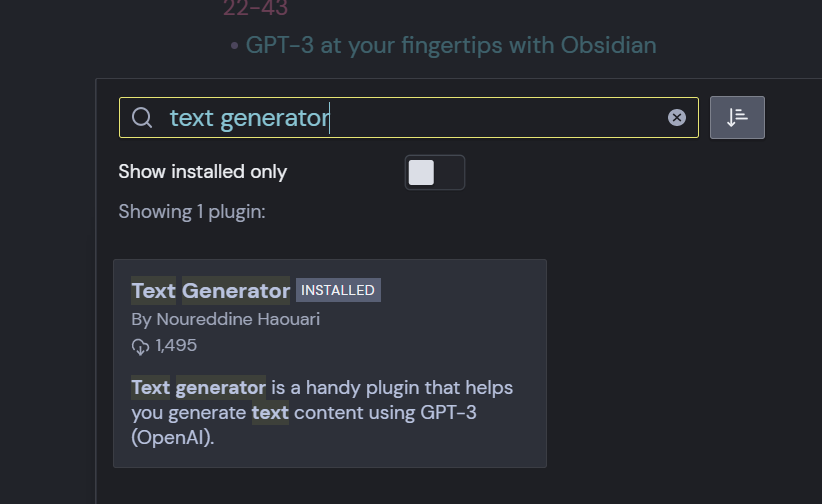 22-43
• GPT-3 at your fingertips with Obsidian
text generator
Show installed only
Showing 1 plugin:
Text Generator INSTALLED
By Noureddine Haouari
1,495
Text generator is a handy plugin that helps
you generate text content using GPT-3
(OpenAI).